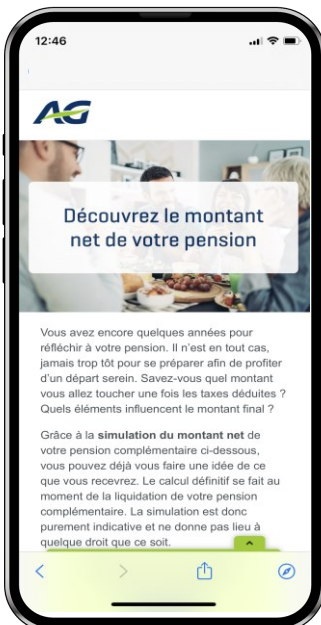 12:46
AG
Découvrez le montant
net de votre pension
Vous avez encore quelques années pour
réfléchir à votre pension. Il n'est en tout cas,
jamais trop tôt pour se préparer afin de profiter
d'un départ serein. Savez-vous quel montant
vous allez toucher une fois les taxes déduites ?
Quels éléments influencent le montant final ?
Grâce à la simulation du montant net de
votre pension complémentaire ci-dessous,
vous pouvez déjà vous faire une idée de ce
que vous recevrez. Le calcul définitif se fait au
moment de la liquidation de votre pension
complémentaire. La simulation est donc
purement indicative et ne donne pas lieu à
quelque droit que ce soit.